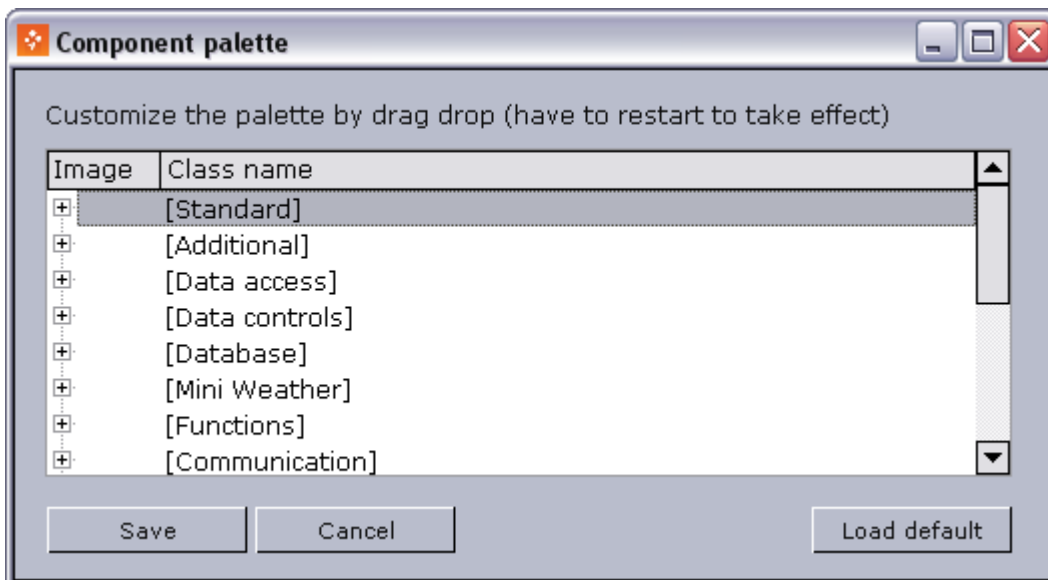 Component palette
Customize the palette by drag drop (have to restart to take effect)
Image Class name
[Standard]
[Additional]
[Data access]
[Data controls]
[Database]
[Mini Weather]
[Functions]
[Communication]
Save Cancel Load default